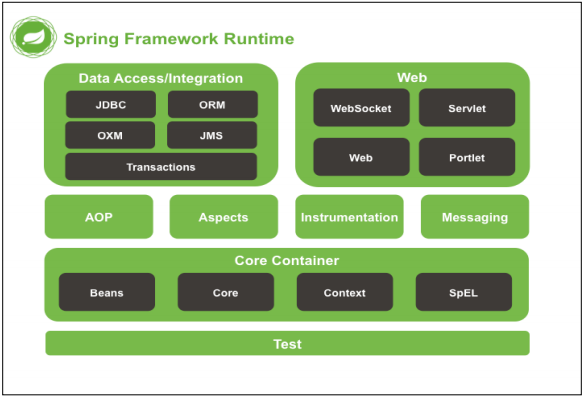 Spring Framework Runtime
Data Access/Integration
JDBC
ORM
OXM
JMS
Transactions
Web
WebSocket
Servlet
Web
Portlet
AOP
Aspects
Instrumentation
Messaging
Core Container
Beans
Core
Context
SpEL
Test